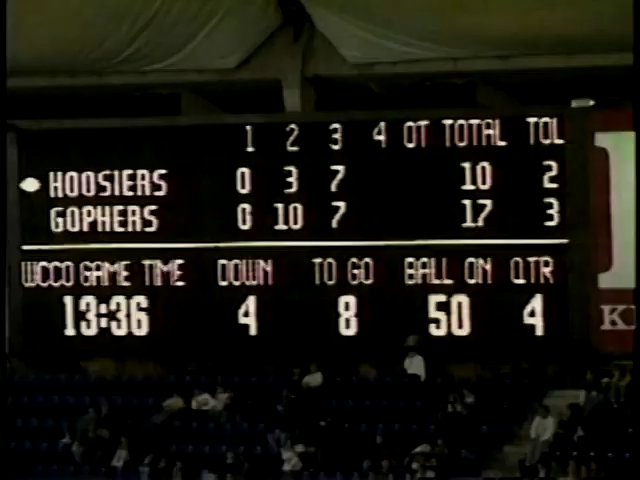 1 2 3 4 OT TOTAL TOL
HOOSIERS 0 3 7 10 2
GOPHERS 0 10 7 17 3
WCCO GAME TIME DOWN TO GO BALL ON QTR
13:36 4 8 50 4
K